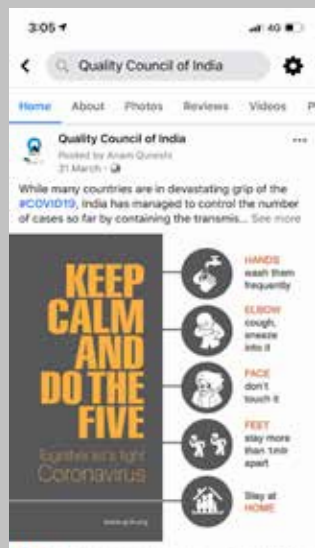 3:05
4G
Quality Council of India
Home About Photos Reviews Videos
Quality Council of India
Posted by Anam Qureshi
21 March
While many countries are in devastating grip of the
#COVID19, India has managed to control the number
of cases so far by containing the transmis... See more
KEEP
CALM
AND
DO THE
FIVE
Together let's fight
Coronavirus
HANDS
wash them
frequently
ELBOW
cough,
sneeze
into it
FACE
don't
touch it
FEET
stay more
than 1mtr
apart
Stay at
HOME